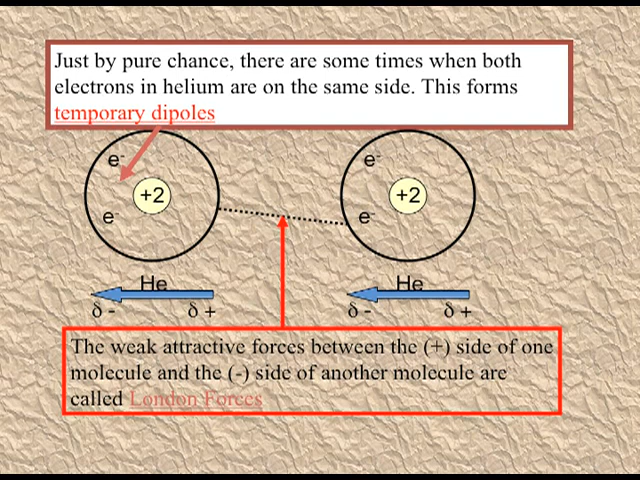 Just by pure chance, there are some times when both
electrons in helium are on the same side. This forms
temporary dipoles
e- e-
+2 +2
e- e-
He He
δ - δ + δ - δ +
The weak attractive forces between the (+) side of one
molecule and the (-) side of another molecule are
called London Forces